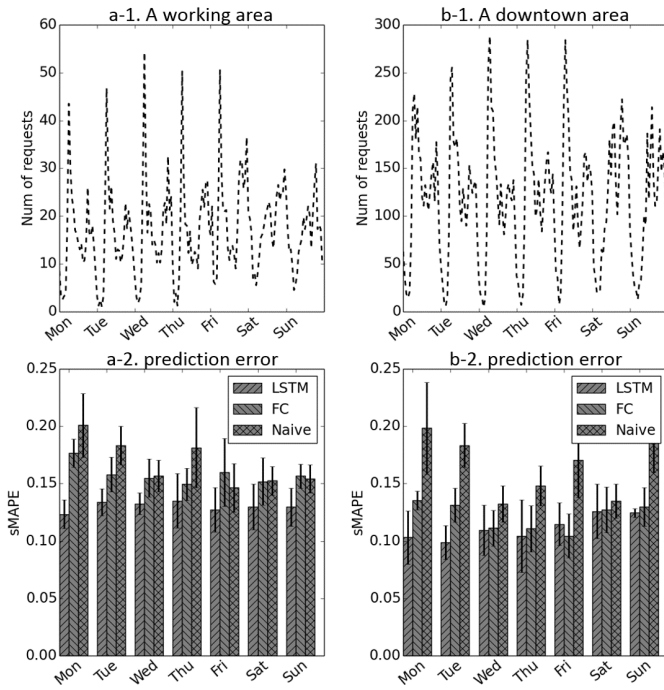 a-1. A working area
60
50
40
30
20
10
0
Num of requests
Mon Tue Wed Thu Fri Sat Sun
b-1. A downtown area
300
250
200
150
100
50
0
Num of requests
Mon Tue Wed Thu Fri Sat Sun
a-2. prediction error
0.25
0.20
0.15
0.10
0.05
0.00
sMAPE
LSTM
FC
Naive
Mon Tue Wed Thu Fri Sat Sun
b-2. prediction error
0.25
0.20
0.15
0.10
0.05
0.00
sMAPE
LSTM
FC
Naive
Mon Tue Wed Thu Fri Sat Sun